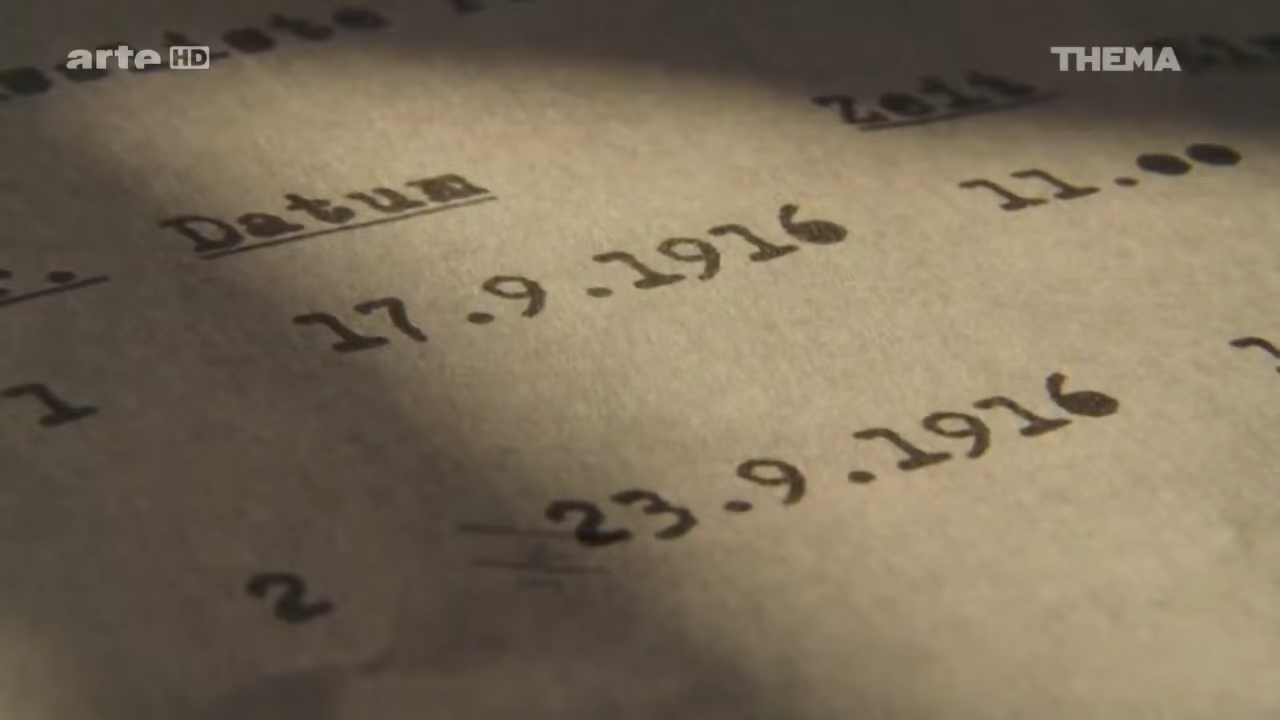 arte HD
THEMA
Datum
Zeit
17.9.1916
11.00
1
23.9.1916
2